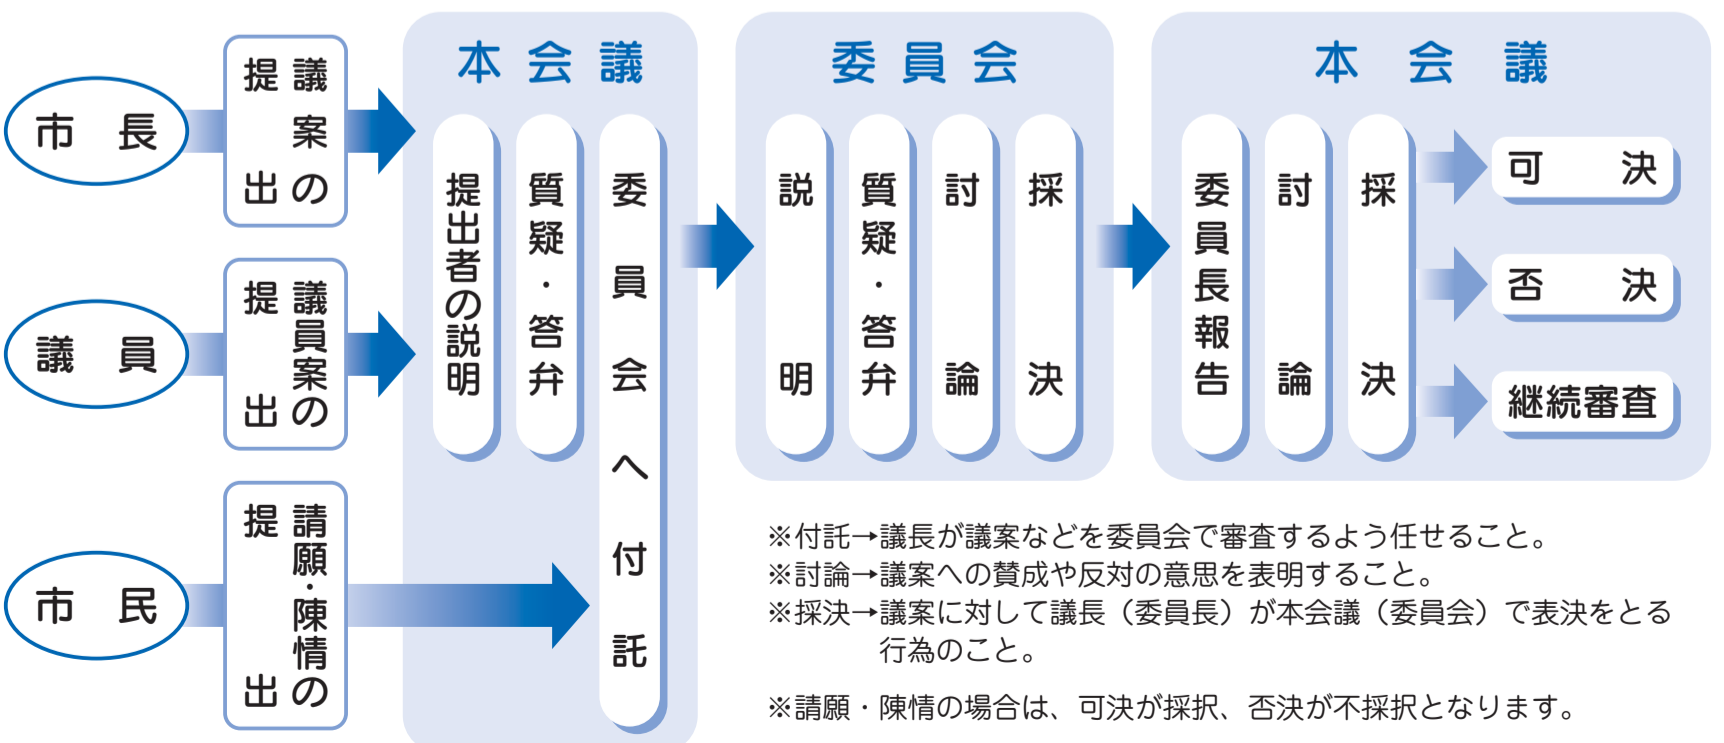 市長
議案の
提出
議員
議員案の
提出
市民
請願・陳情の
提出
本会議
提出者の説明
質疑・答弁
委員会へ付託
委員会
説明
質疑・答弁
討論
採決
本会議
委員長報告
討論
採決
可決
否決
継続審査
※付託→議長が議案などを委員会で審査するよう任せること。
※討論→議案への賛成や反対の意思を表明すること。
※採決→議案に対して議長（委員長）が本会議（委員会）で表決をとる
行為のこと。
※請願・陳情の場合は、可決が採択、否決が不採択となります。